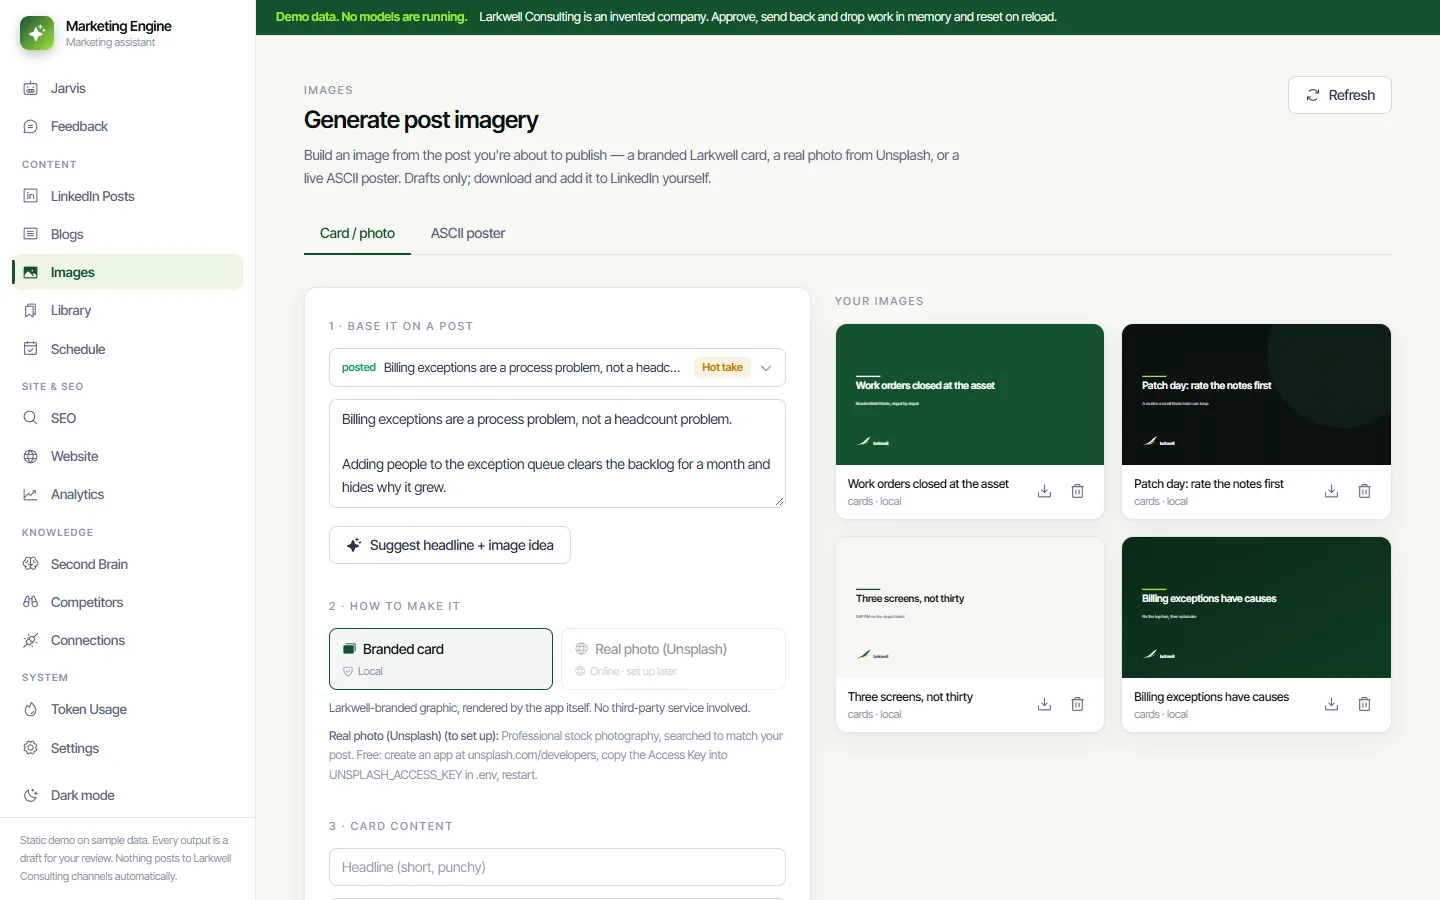 Marketing Engine
Marketing assistant
Jarvis
Feedback
CONTENT
LinkedIn Posts
Blogs
Images
Library
Schedule
SITE & SEO
SEO
Website
Analytics
KNOWLEDGE
Second Brain
Competitors
Connections
SYSTEM
Token Usage
Settings
Dark mode
Static demo on sample data. Every output is a
draft for your review. Nothing posts to Larkwell
Consulting channels automatically.
Demo data. No models are running. Larkwell Consulting is an invented company. Approve, send back and drop work in memory and reset on reload.
IMAGES
Generate post imagery
Build an image from the post you're about to publish — a branded Larkwell card, a real photo from Unsplash, or a
live ASCII poster. Drafts only; download and add it to LinkedIn yourself.
Refresh
Card / photo
ASCII poster
1 · BASE IT ON A POST
posted Billing exceptions are a process problem, not a headc... Hot take
Billing exceptions are a process problem, not a headcount problem.
Adding people to the exception queue clears the backlog for a month and
hides why it grew.
Suggest headline + image idea
2 · HOW TO MAKE IT
Branded card
Local
Real photo (Unsplash)
Online · set up later
Larkwell-branded graphic, rendered by the app itself. No third-party service involved.
Real photo (Unsplash) (to set up): Professional stock photography, searched to match your
post. Free: create an app at unsplash.com/developers, copy the Access Key into
UNSPLASH_ACCESS_KEY in .env, restart.
3 · CARD CONTENT
Headline (short, punchy)
YOUR IMAGES
Work orders closed at the asset
larkwell
Work orders closed at the asset
cards · local
Patch day: rate the notes first
larkwell
Patch day: rate the notes first
cards · local
Three screens, not thirty
larkwell
Three screens, not thirty
cards · local
Billing exceptions have causes
Fix the top two, then automate
larkwell
Billing exceptions have causes
cards · local